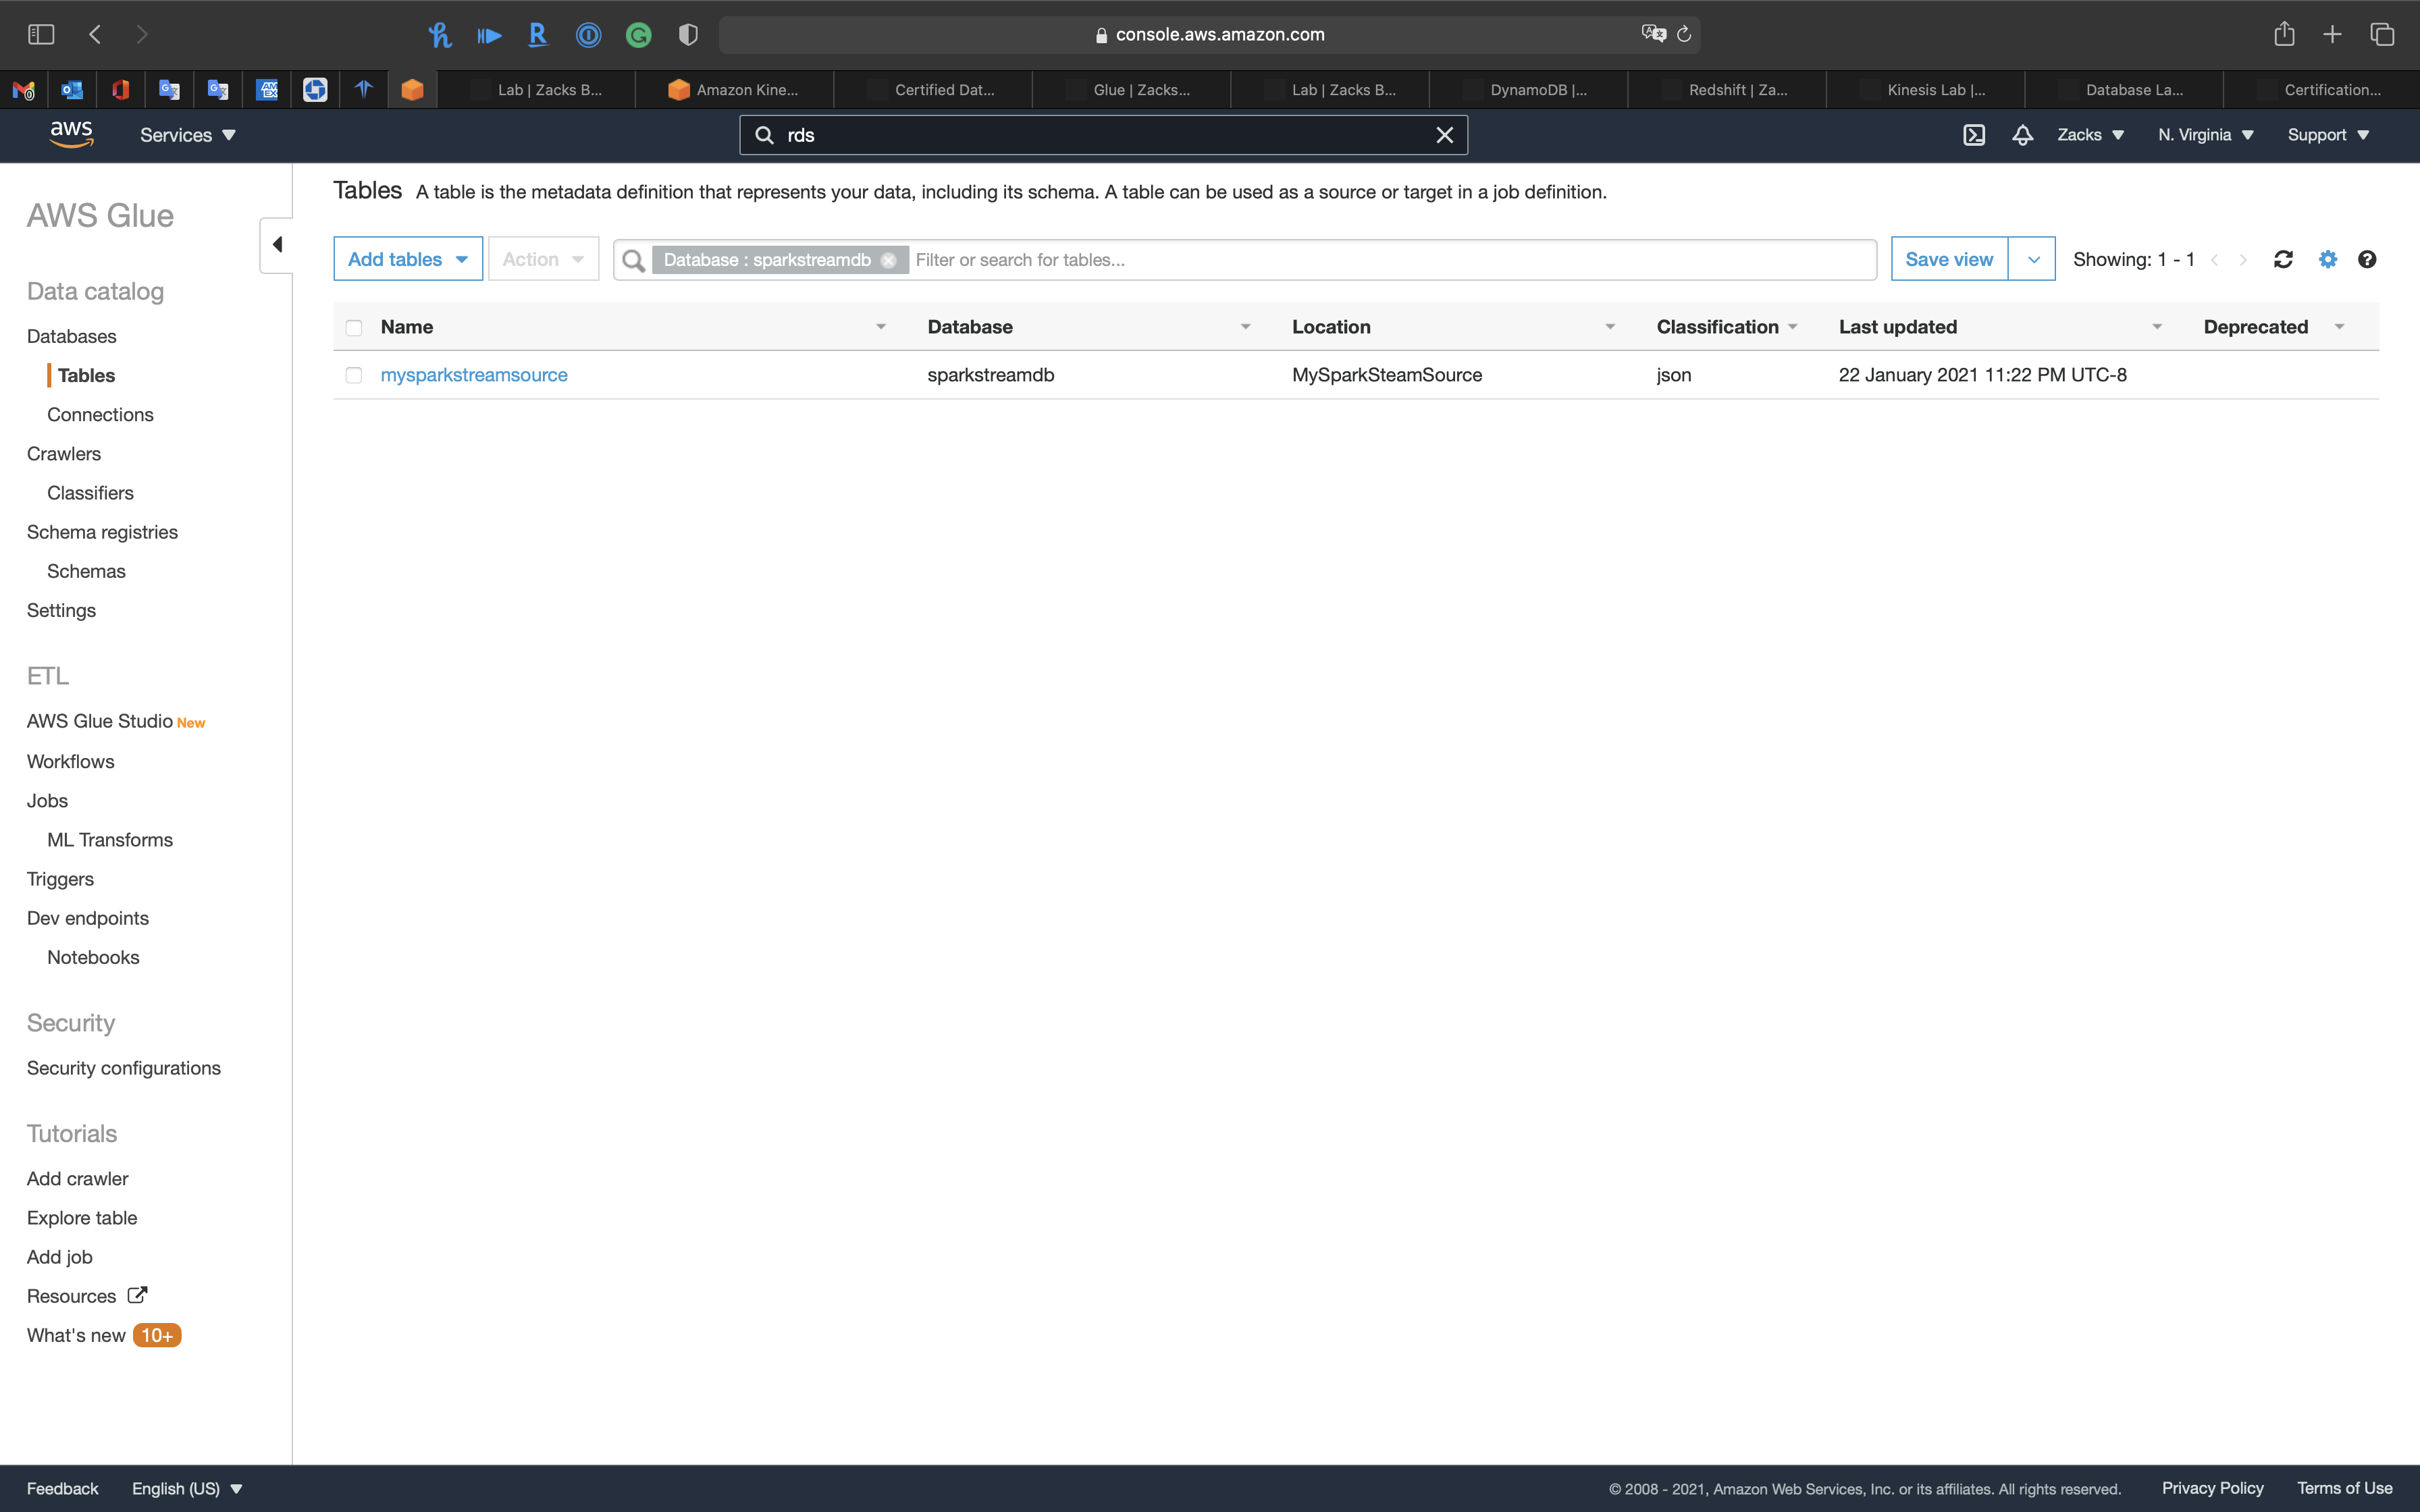 console.aws.amazon.com
Lab | Zacks B...
Amazon Kine...
Certified Dat...
Glue | Zacks...
Lab | Zacks B...
DynamoDB |...
Redshift | Za...
Kinesis Lab |...
Database La...
Certification...
aws
Services
rds
Zacks
N. Virginia
Support
AWS Glue
Data catalog
Databases
Tables
Connections
Crawlers
Classifiers
Schema registries
Schemas
Settings
ETL
AWS Glue Studio New
Workflows
Jobs
ML Transforms
Triggers
Dev endpoints
Notebooks
Security
Security configurations
Tutorials
Add crawler
Explore table
Add job
Resources
What's new 10+
Tables A table is the metadata definition that represents your data, including its schema. A table can be used as a source or target in a job definition.
Add tables
Action
Database : sparkstreamdb
Filter or search for tables...
Save view
Showing: 1 - 1
Name Database Location Classification Last updated Deprecated
mysparkstreamsource sparkstreamdb MySparkSteamSource json 22 January 2021 11:22 PM UTC-8
Feedback
English (US)
© 2008 - 2021, Amazon Web Services, Inc. or its affiliates. All rights reserved.
Privacy Policy
Terms of Use